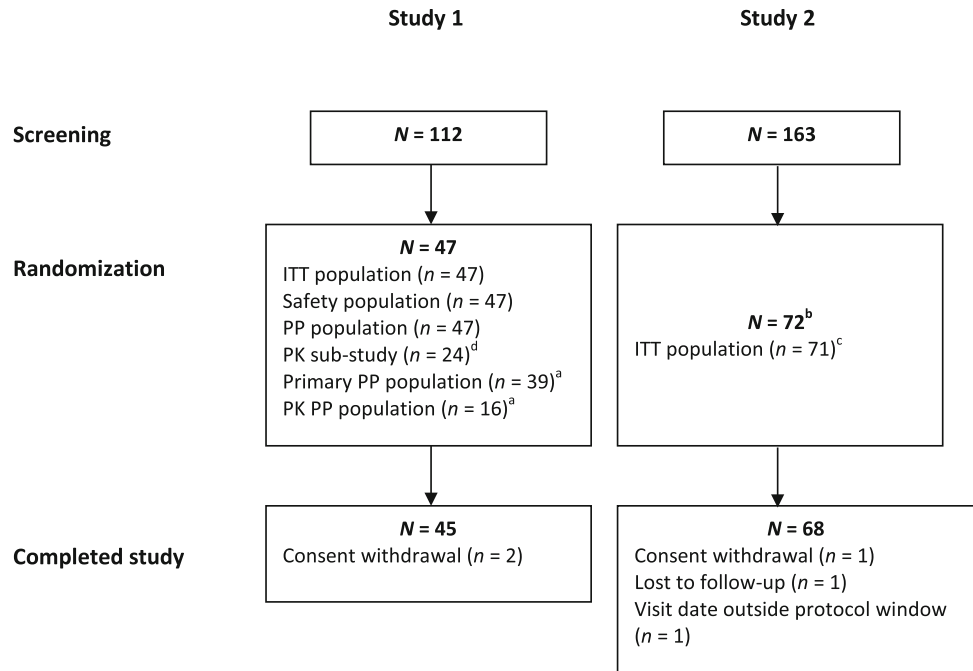 Study 1
Study 2
Screening
N = 112
N = 163
Randomization
N = 47
ITT population (n = 47)
Safety population (n = 47)
PP population (n = 47)
PK sub-study (n = 24)d
Primary PP population (n = 39)a
PK PP population (n = 16)a
N = 72b
ITT population (n = 71)c
Completed study
N = 45
Consent withdrawal (n = 2)
N = 68
Consent withdrawal (n = 1)
Lost to follow-up (n = 1)
Visit date outside protocol window
(n = 1)